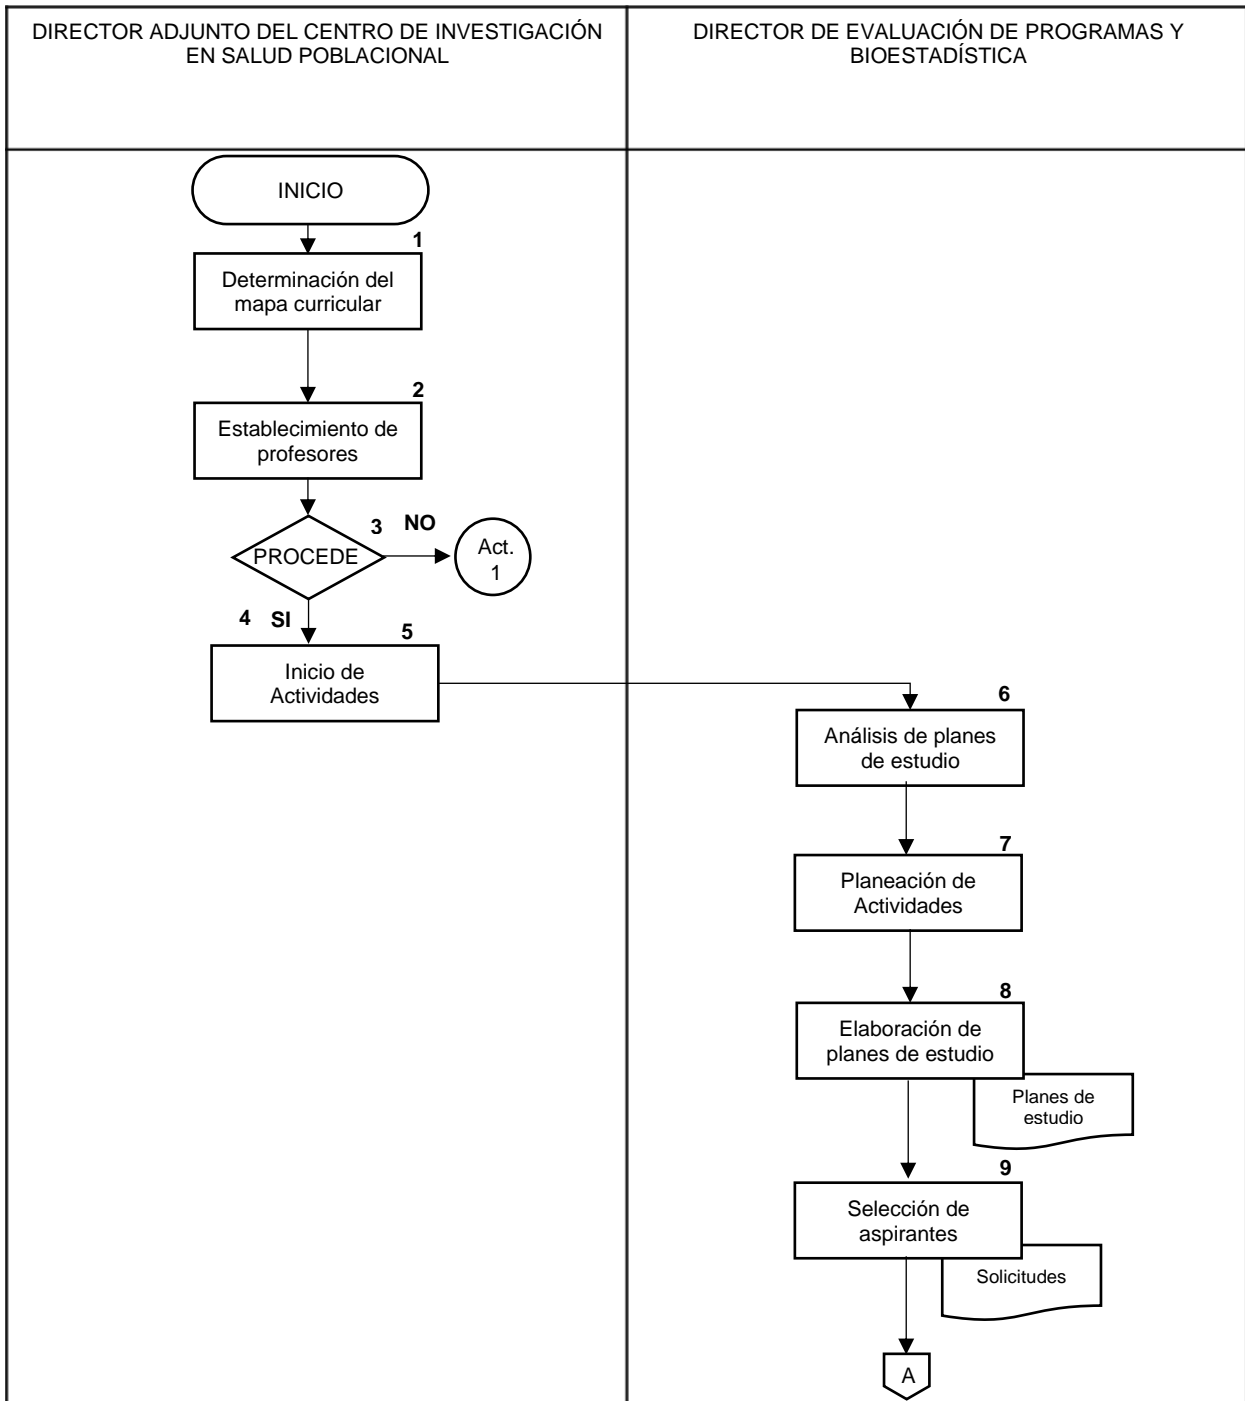 DIRECTOR ADJUNTO DEL CENTRO DE INVESTIGACIÓN
EN SALUD POBLACIONAL
DIRECTOR DE EVALUACIÓN DE PROGRAMAS Y
BIOESTADÍSTICA
INICIO
1
Determinación del
mapa curricular
2
Establecimiento de
profesores
3
NO
PROCEDE
Act.
1
4
SI
5
Inicio de
Actividades
6
Análisis de planes
de estudio
7
Planeación de
Actividades
8
Elaboración de
planes de estudio
Planes de
estudio
9
Selección de
aspirantes
Solicitudes
A